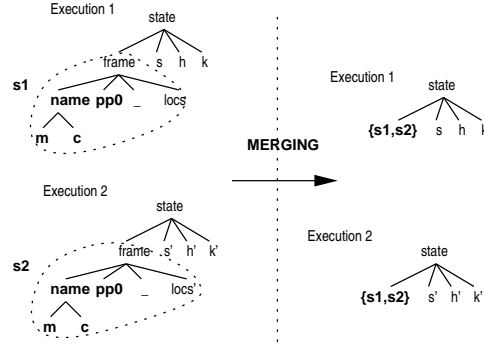 Execution 1
state
frame s h k
s1
name pp0 _ locs
m c
Execution 2
state
frame s' h' k'
s2
name pp0 _ locs'
m c
MERGING
Execution 1
state
{s1,s2} s h k
Execution 2
state
{s1,s2} s' h' k'